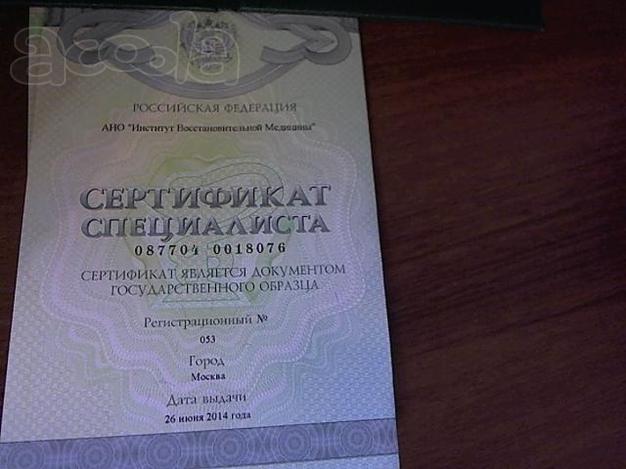 acoola
РОССИЙСКАЯ ФЕДЕРАЦИЯ
АНО "Институт Восстановительной Медицины"
СЕРТИФИКАТ
СПЕЦИАЛИСТА
087704 0018076
СЕРТИФИКАТ ЯВЛЯЕТСЯ ДОКУМЕНТОМ
ГОСУДАРСТВЕННОГО ОБРАЗЦА
Регистрационный №
053
Город
Москва
Дата выдачи
26 июня 2014 года